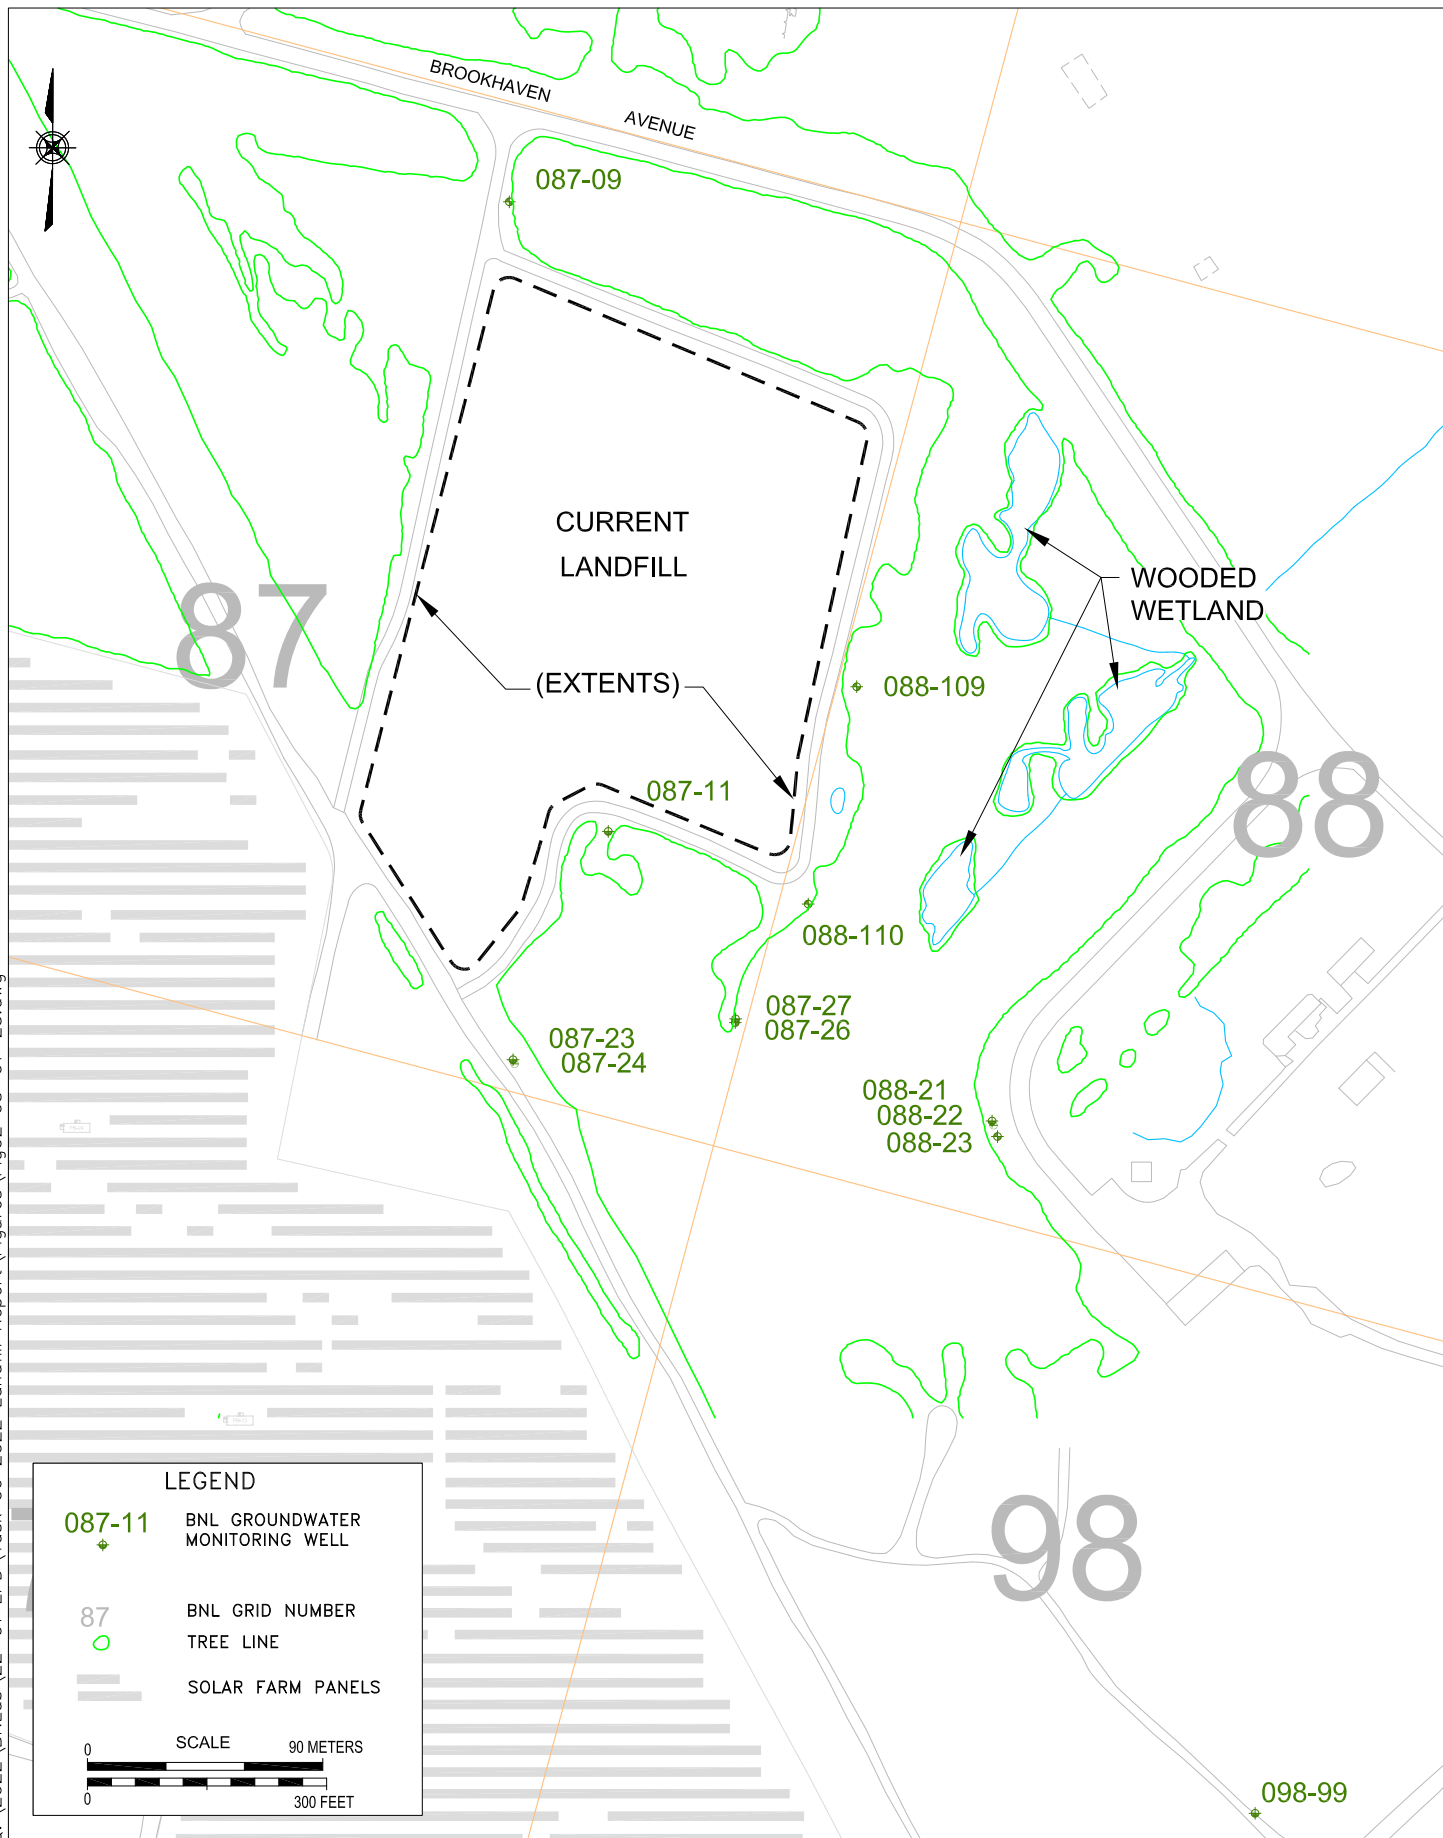 BROOKHAVEN
AVENUE
087-09
CURRENT
LANDFILL
WOODED
WETLAND
87
(EXTENTS)
088-109
087-11
88
088-110
087-27
087-26
087-23
087-24
088-21
088-22
088-23
98
LEGEND
087-11
BNL GROUNDWATER
MONITORING WELL
87
BNL GRID NUMBER
TREE LINE
SOLAR FARM PANELS
SCALE
0
90 METERS
0
300 FEET
098-99